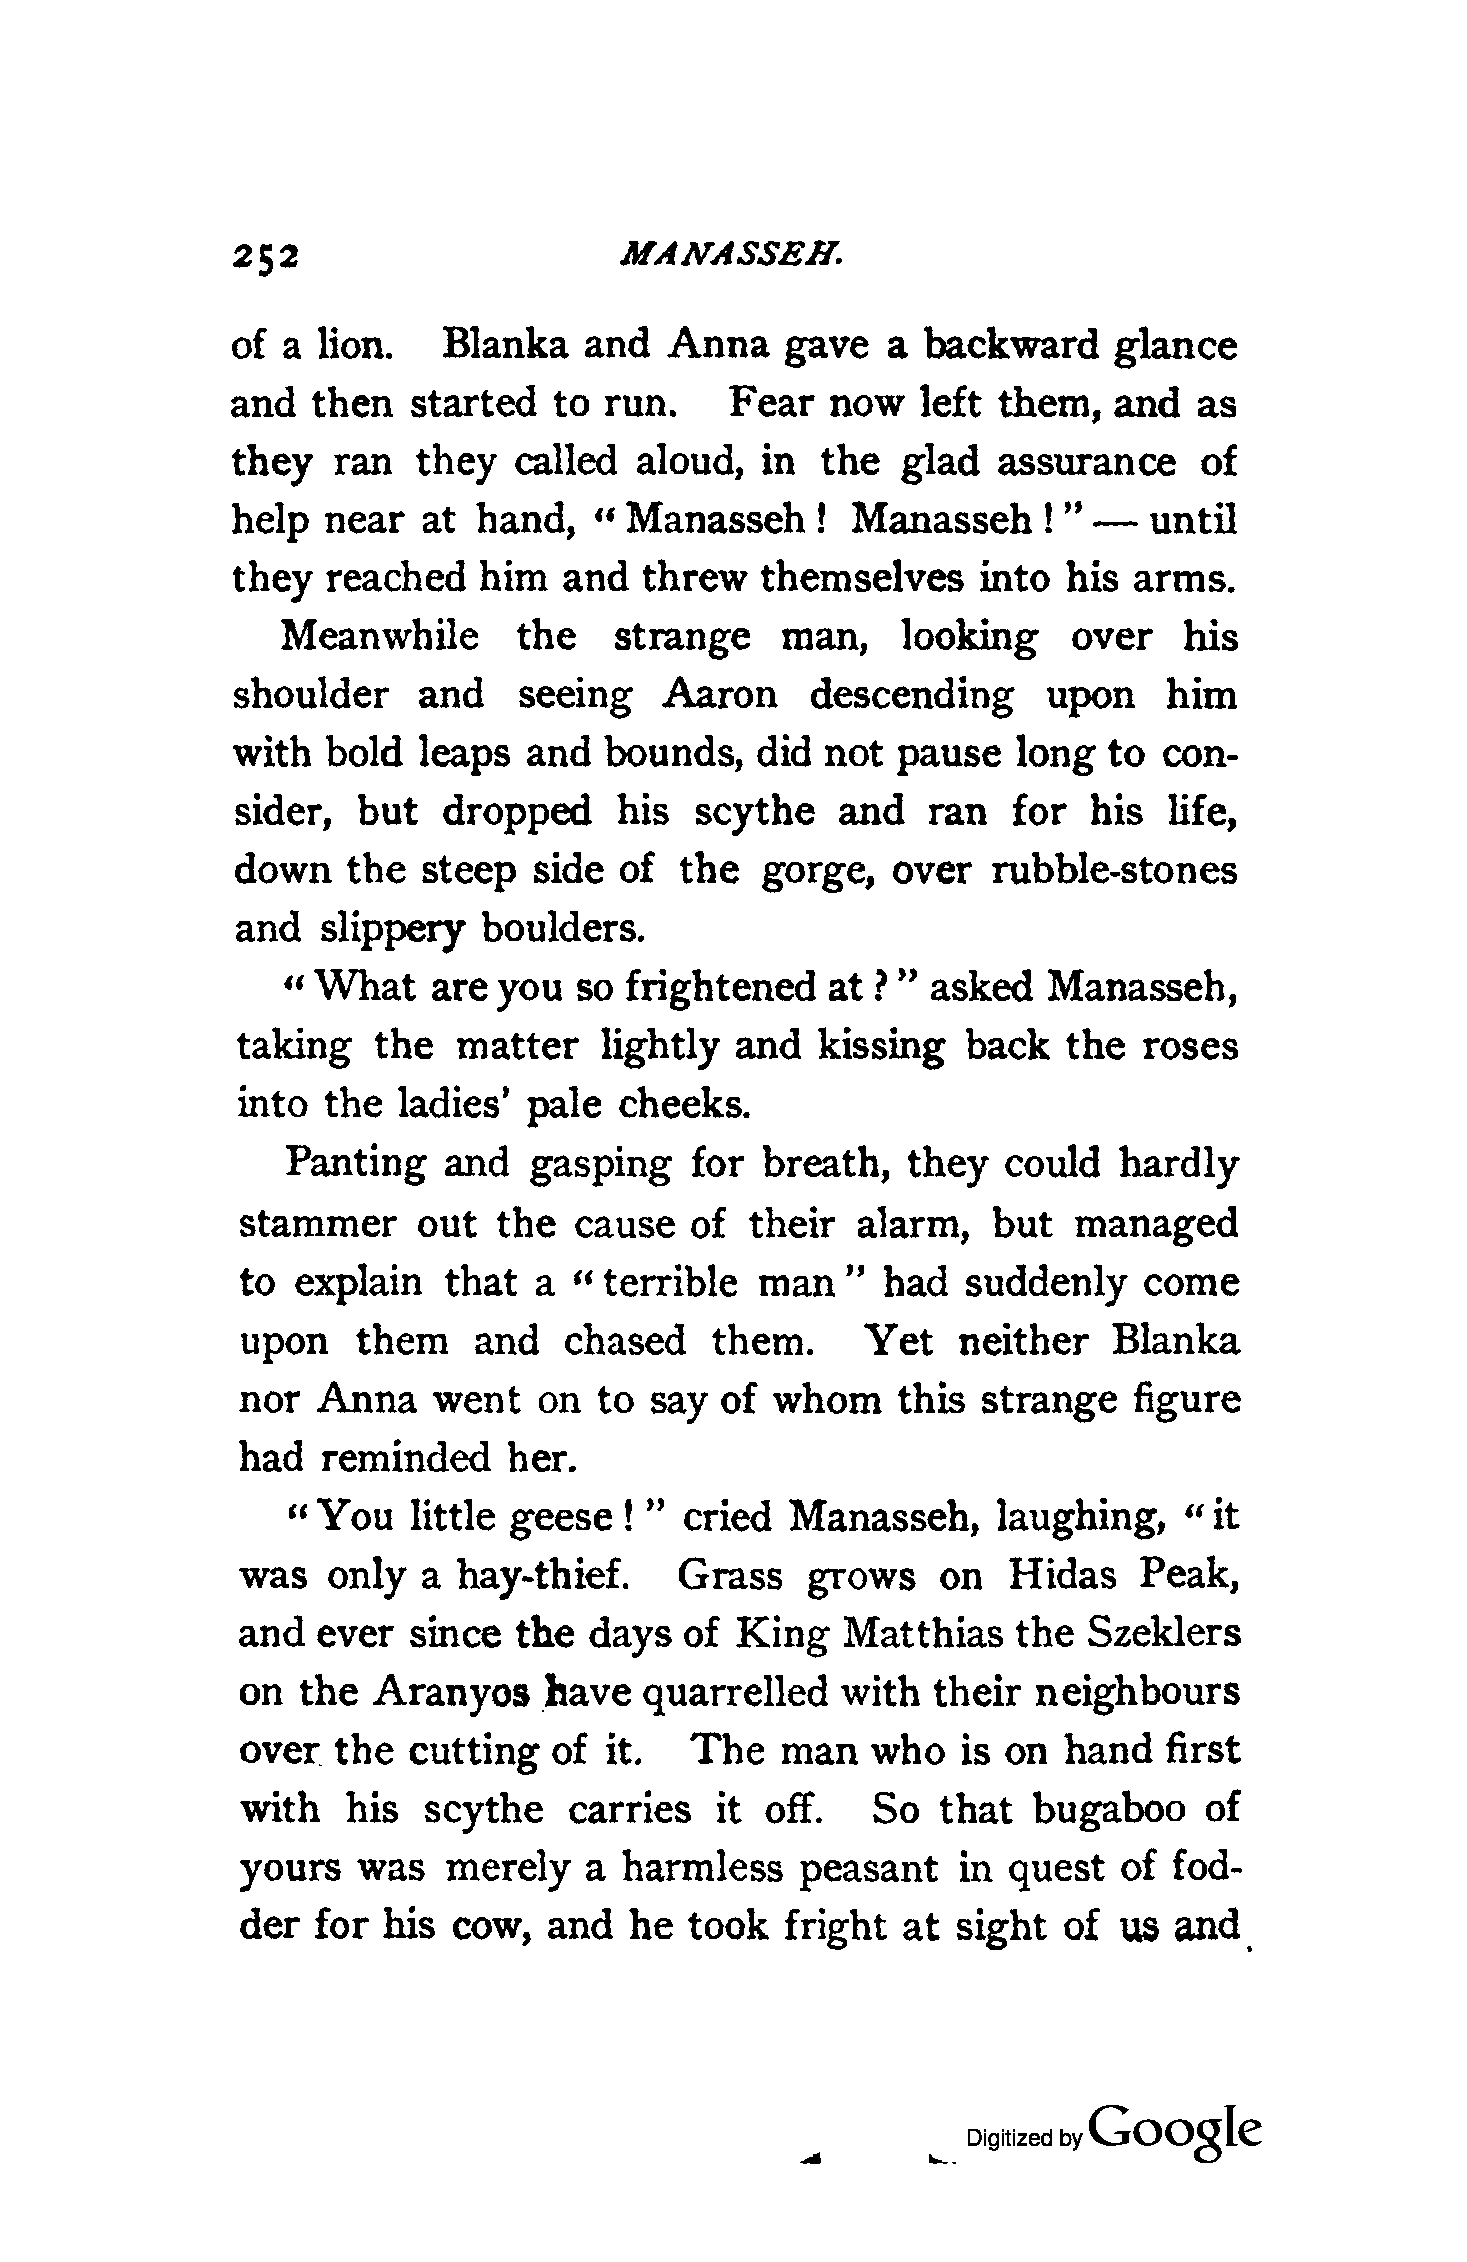 252 MANASSEH.
of a lion. Blanka and Anna gave a backward glance
and then started to run. Fear now left them, and as
they ran they called aloud, in the glad assurance of
help near at hand, “ Manasseh ! Manasseh ! ” — until
they reached him and threw themselves into his arms.
Meanwhile the strange man, looking over his
shoulder and seeing Aaron descending upon him
with bold leaps and bounds, did not pause long to con-
sider, but dropped his scythe and ran for his life,
down the steep side of the gorge, over rubble-stones
and slippery boulders.
“ What are you so frightened at ? ” asked Manasseh,
taking the matter lightly and kissing back the roses
into the ladies’ pale cheeks.
Panting and gasping for breath, they could hardly
stammer out the cause of their alarm, but managed
to explain that a “ terrible man ” had suddenly come
upon them and chased them. Yet neither Blanka
nor Anna went on to say of whom this strange figure
had reminded her.
“ You little geese ! ” cried Manasseh, laughing, “ it
was only a hay-thief. Grass grows on Hidas Peak,
and ever since the days of King Matthias the Szeklers
on the Aranyos have quarrelled with their neighbours
over the cutting of it. The man who is on hand first
with his scythe carries it off. So that bugaboo of
yours was merely a harmless peasant in quest of fod-
der for his cow, and he took fright at sight of us and
Digitized by Google